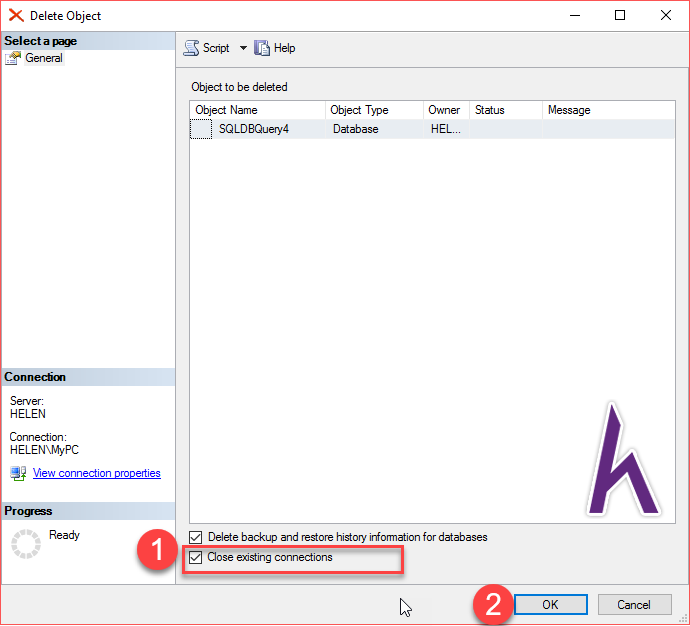 Delete Object
Select a page
General
Script
Help
Object to be deleted
Object Name Object Type Owner Status Message
SQLDBQuery4 Database HEL...
Connection
Server:
HELEN
Connection:
HELEN\MyPC
View connection properties
Progress
Ready
Delete backup and restore history information for databases
1
Close existing connections
2
OK
Cancel